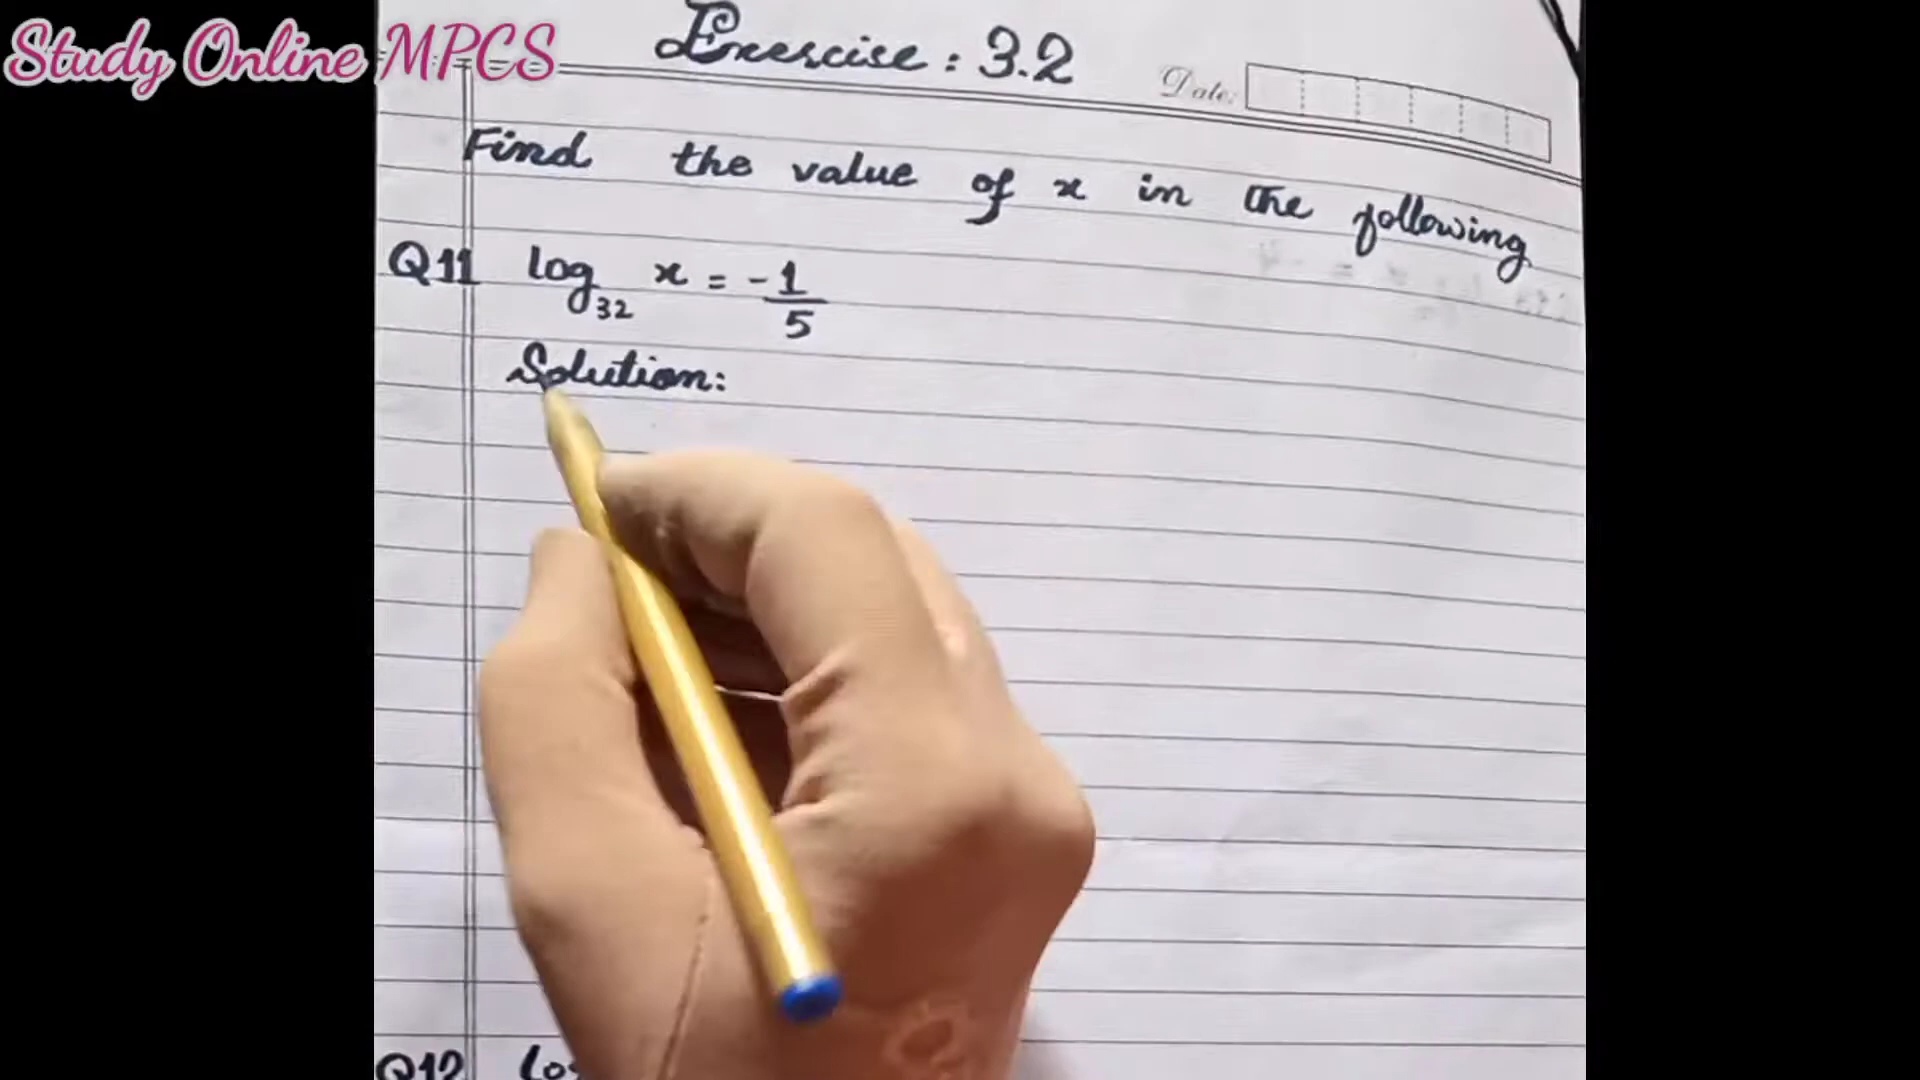 Study Online MPCS
Exercise : 3.2
Date:
Find the value of x in the following
Q11 log₃₂ x = -1/5
Solution:
Q12